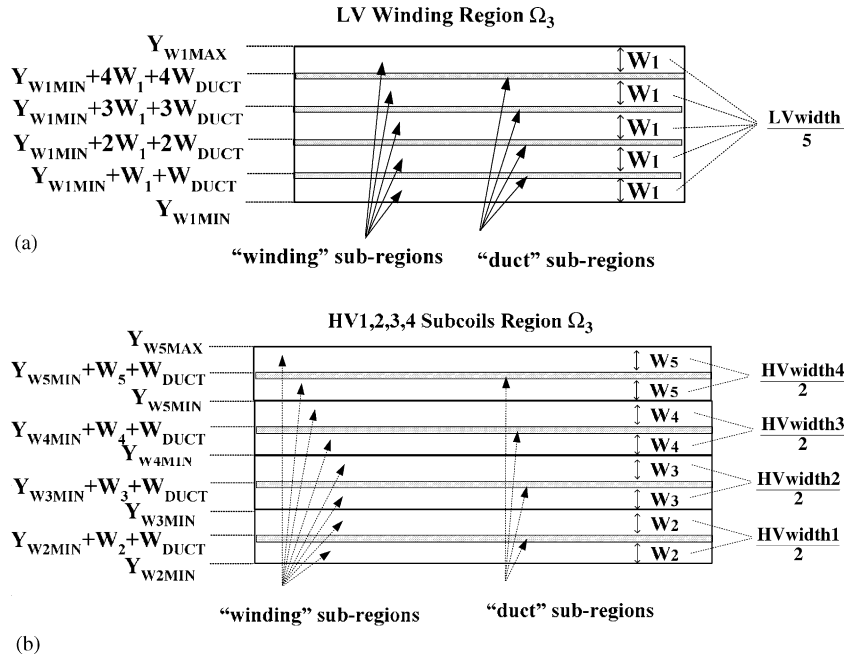 LV Winding Region Ω3
YW1MAX
YW1MIN+4W1+4WDUCT
YW1MIN+3W1+3WDUCT
YW1MIN+2W1+2WDUCT
YW1MIN+W1+WDUCT
YW1MIN
W1
W1
W1
W1
W1
LVwidth
5
(a)
“winding” sub-regions
“duct” sub-regions
HV1,2,3,4 Subcoils Region Ω3
YW5MAX
YW5MIN+W5+WDUCT
YW5MIN
YW4MIN+W4+WDUCT
YW4MIN
YW3MIN+W3+WDUCT
YW3MIN
YW2MIN+W2+WDUCT
YW2MIN
W5
W5
W4
W4
W3
W3
W2
W2
HVwidth4
2
HVwidth3
2
HVwidth2
2
HVwidth1
2
“winding” sub-regions
“duct” sub-regions
(b)